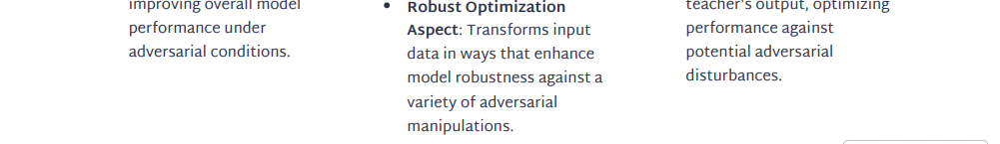 improving overall model
performance under
adversarial conditions.
• Robust Optimization
Aspect: Transforms input
data in ways that enhance
model robustness against a
variety of adversarial
manipulations.
teacher's output, optimizing
performance against
potential adversarial
disturbances.